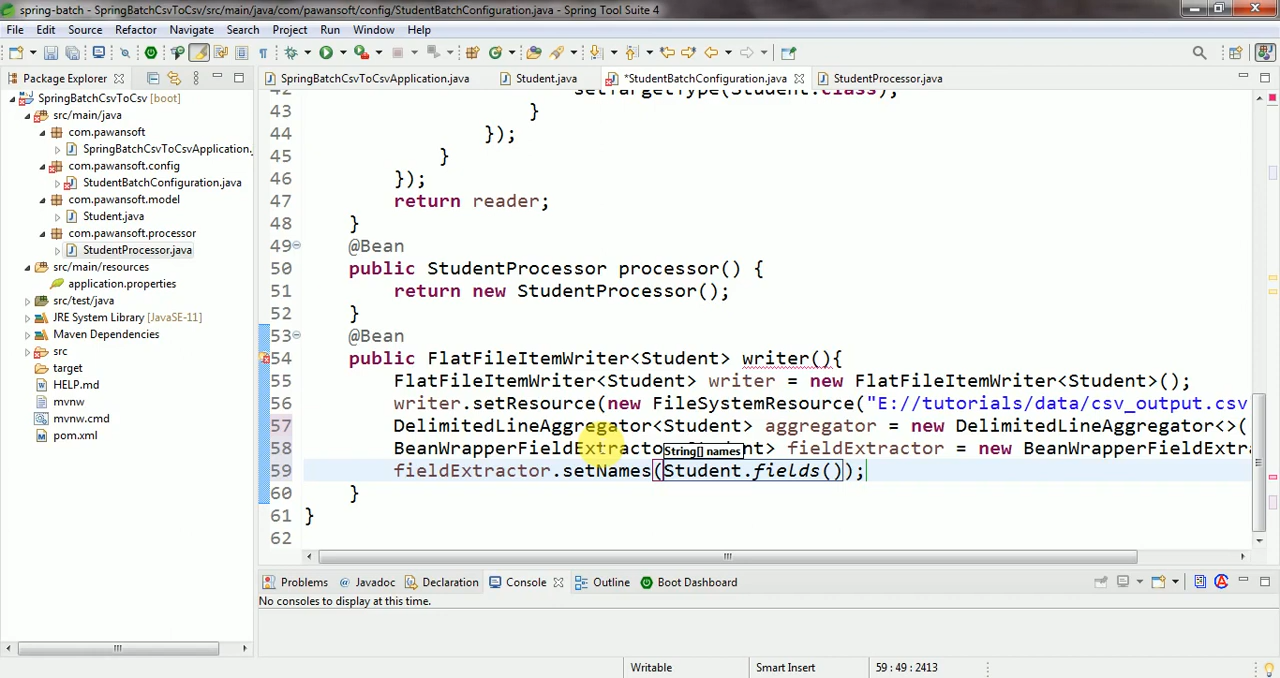 spring-batch - SpringBatchCsvToCsv/src/main/java/com/pawansoft/config/StudentBatchConfiguration.java - Spring Tool Suite 4
File Edit Source Refactor Navigate Search Project Run Window Help
Package Explorer
SpringBatchCsvToCsvApplication.java
Student.java
*StudentBatchConfiguration.java
StudentProcessor.java
SpringBatchCsvToCsv [boot]
src/main/java
com.pawansoft
SpringBatchCsvToCsvApplication.
com.pawansoft.config
StudentBatchConfiguration.java
com.pawansoft.model
Student.java
com.pawansoft.processor
StudentProcessor.java
src/main/resources
application.properties
src/test/java
JRE System Library [JavaSE-11]
Maven Dependencies
src
target
HELP.md
mvnw
mvnw.cmd
pom.xml
42 setTargetType(Student.class);
43 }
44 });
45 }
46 });
47 return reader;
48 }
49 @Bean
50 public StudentProcessor processor() {
51 return new StudentProcessor();
52 }
53 @Bean
54 public FlatFileItemWriter<Student> writer(){
55 FlatFileItemWriter<Student> writer = new FlatFileItemWriter<Student>();
56 writer.setResource(new FileSystemResource("E://tutorials/data/csv_output.csv
57 DelimitedLineAggregator<Student> aggregator = new DelimitedLineAggregator<>(
58 BeanWrapperFieldExtractor<Student> fieldExtractor = new BeanWrapperFieldExtra
String[] names
59 fieldExtractor.setNames(Student.fields());
60 }
61 }
62
Problems @ Javadoc Declaration Console Outline Boot Dashboard
No consoles to display at this time.
Writable Smart Insert 59 : 49 : 2413